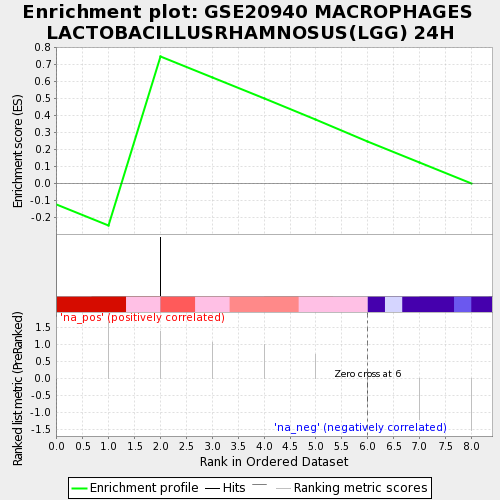 Enrichment plot: GSE20940 MACROPHAGES
LACTOBACILLUSRHAMNOSUS(LGG) 24H
Enrichment score (ES)
0.8
0.7
0.6
0.5
0.4
0.3
0.2
0.1
0.0
-0.1
-0.2
'na_pos' (positively correlated)
Ranked list metric (PreRanked)
1.5
1.0
0.5
0.0
-0.5
-1.0
-1.5
Zero cross at 6
'na_neg' (negatively correlated)
0.0 0.5 1.0 1.5 2.0 2.5 3.0 3.5 4.0 4.5 5.0 5.5 6.0 6.5 7.0 7.5 8.0
Rank in Ordered Dataset
Enrichment profile Hits Ranking metric scores